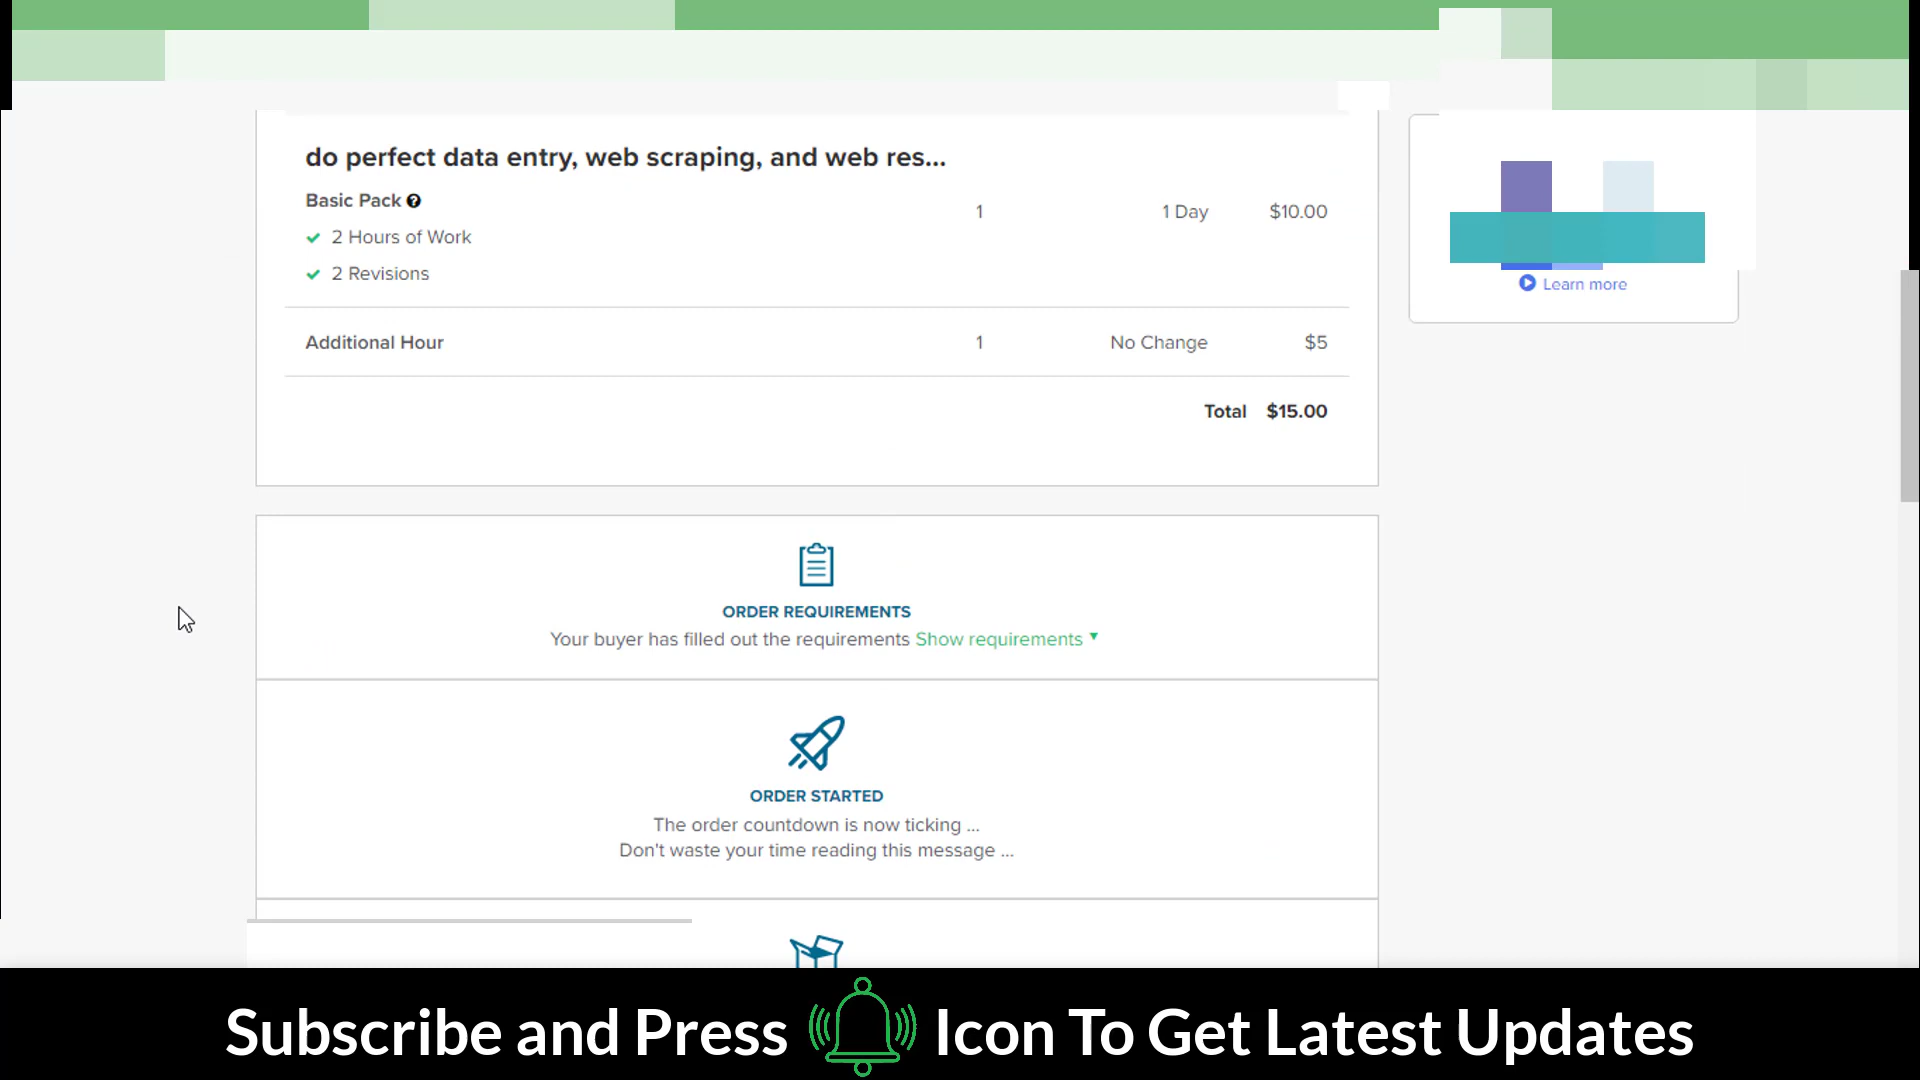 do perfect data entry, web scraping, and web res...
Basic Pack
1 1 Day $10.00
2 Hours of Work
2 Revisions
Learn more
Additional Hour 1 No Change $5
Total $15.00
ORDER REQUIREMENTS
Your buyer has filled out the requirements Show requirements
ORDER STARTED
The order countdown is now ticking ...
Don't waste your time reading this message ...
Subscribe and Press Icon To Get Latest Updates